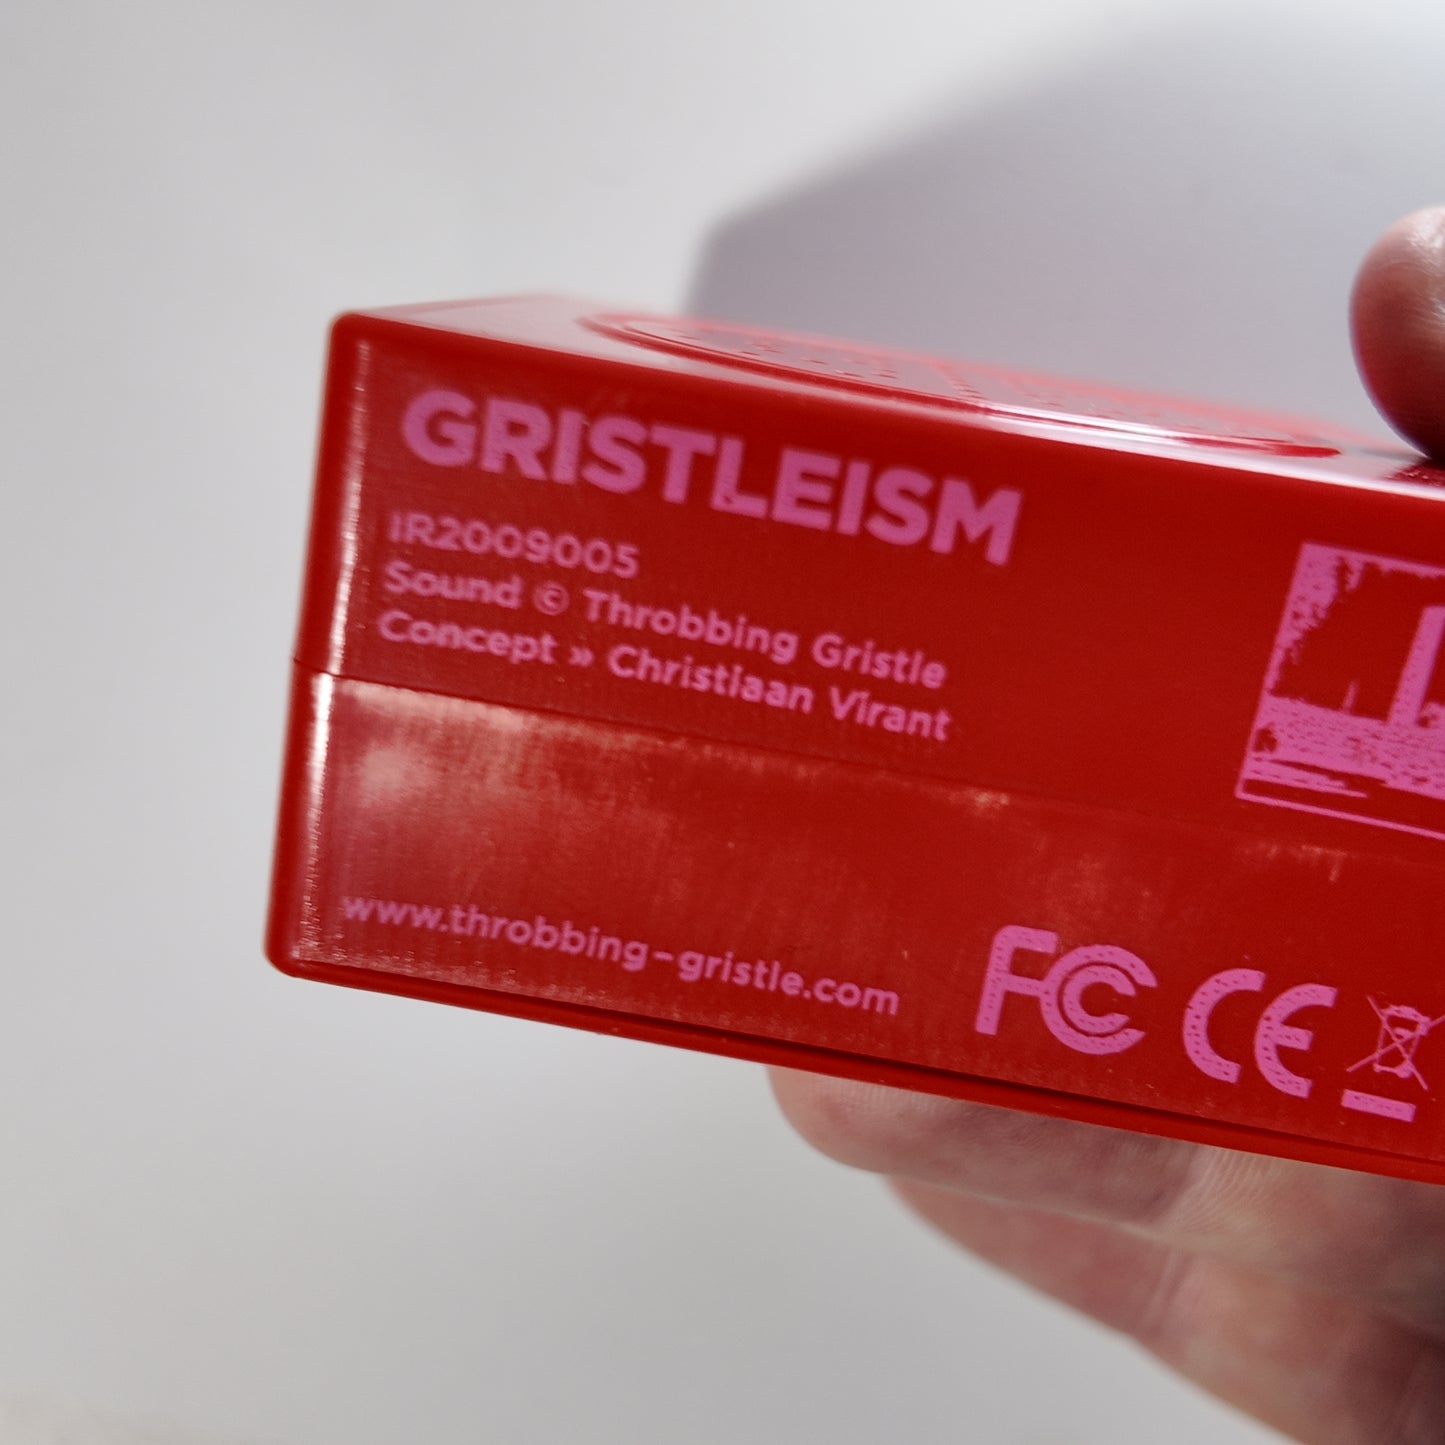 GRISTLEISM
IR2009005
Sound © Throbbing Gristle
Concept » Christiaan Virant
www.throbbing-gristle.com
FC CE